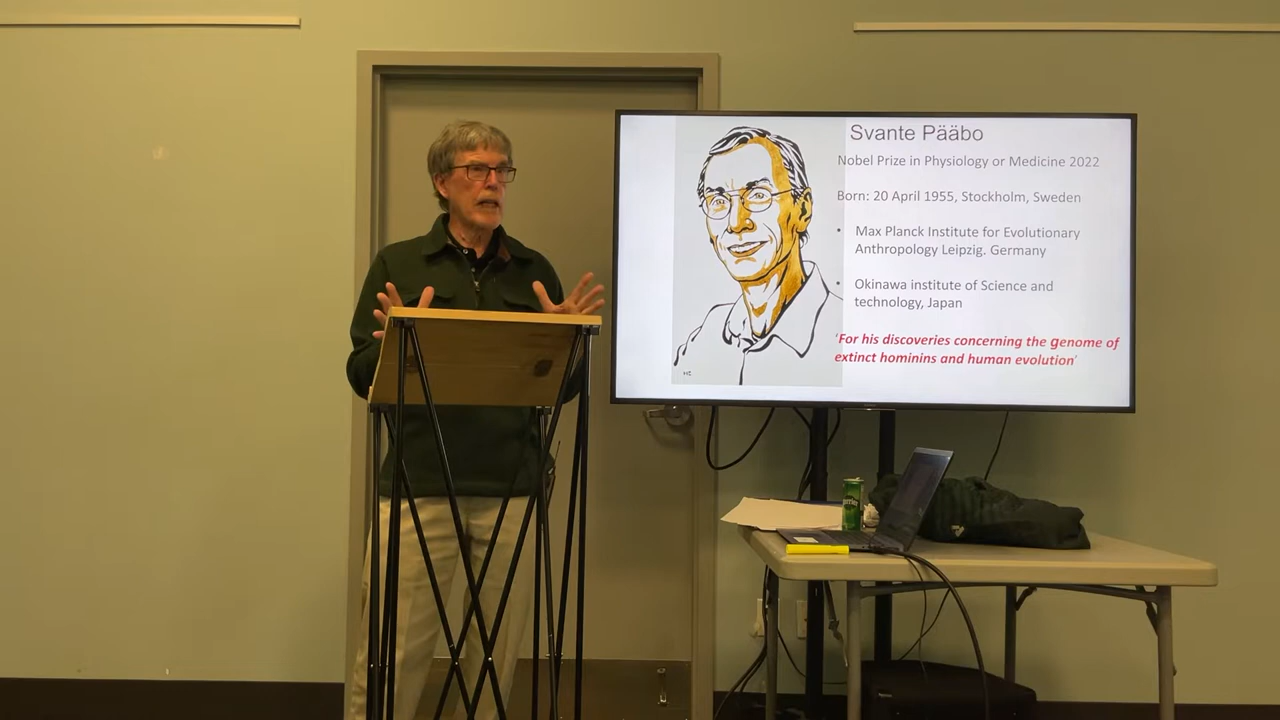 Svante Pääbo
Nobel Prize in Physiology or Medicine 2022
Born: 20 April 1955, Stockholm, Sweden
• Max Planck Institute for Evolutionary
Anthropology Leipzig. Germany
• Okinawa institute of Science and
technology, Japan
‘For his discoveries concerning the genome of
extinct hominins and human evolution’
perrier